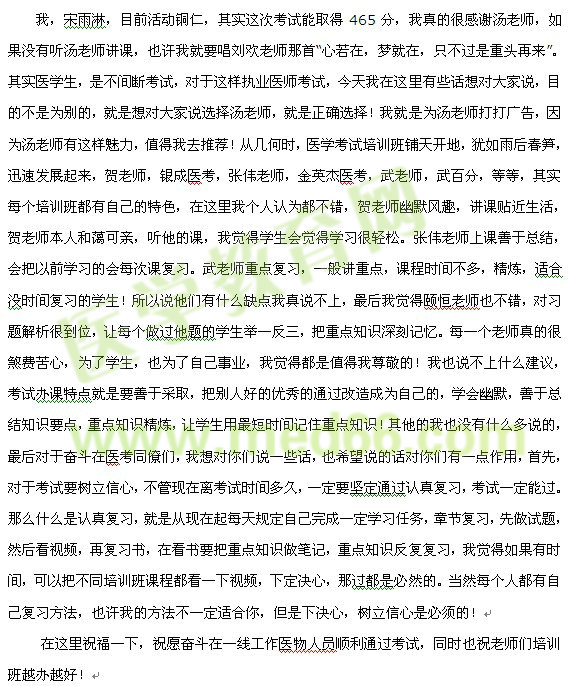 我，宋雨淋，目前活动铜仁，其实这次考试能取得 465 分，我真的很感谢汤老师，如
果没有听汤老师讲课，也许我就要唱刘欢老师那首“心若在，梦就在，只不过是重头再来”。
其实医学生，是不间断考试，对于这样执业医师考试，今天我在这里有些话想对大家说，目
的不是为别的，就是想对大家说选择汤老师，就是正确选择！我就是为汤老师打打广告，因
为汤老师有这样魅力，值得我去推荐！从几何时，医学考试培训班铺天开地，犹如雨后春笋，
迅速发展起来，贺老师，银成医考，张伟老师，金英杰医考，武老师，武百分，等等，其实
每个培训班都有自己的特色，在这里我个人认为都不错，贺老师幽默风趣，讲课贴近生活，
贺老师本人和蔼可亲，听他的课，我觉得学生会觉得学习很轻松。张伟老师上课善于总结，
会把以前学习的会每次课复习。武老师重点复习，一般讲重点，课程时间不多，精炼，适合
没时间复习的学生！所以说他们有什么缺点我真说不上，最后我觉得颐恒老师也不错，对习
题解析很到位，让每个做过他题的学生举一反三，把重点知识深刻记忆。每一个老师真的很
煞费苦心，为了学生，也为了自己事业，我觉得都是值得我尊敬的！我也说不上什么建议，
考试办课特点就是要善于采取，把别人好的优秀的通过改造成为自己的，学会幽默，善于总
结知识要点，重点知识精炼，让学生用最短时间记住重点知识！其他的我也没有什么多说的，
最后对于奋斗在医考同僚们，我想对你们说一些话，也希望说的话对你们有一点作用，首先，
对于考试要树立信心，不管现在离考试时间多久，一定要坚定通过认真复习，考试一定能过。
那么什么是认真复习，就是从现在起每天规定自己完成一定学习任务，章节复习，先做试题，
然后看视频，再复习书，在看书要把重点知识做笔记，重点知识反复复习，我觉得如果有时
间，可以把不同培训班课程都看一下视频，下定决心，那过都是必然的。当然每个人都有自
己复习方法，也许我的方法不一定适合你，但是下决心，树立信心是必须的！
在这里祝福一下，祝愿奋斗在一线工作医物人员顺利通过考试，同时也祝老师们培训
班越办越好！
医学教育网
www.med66.com